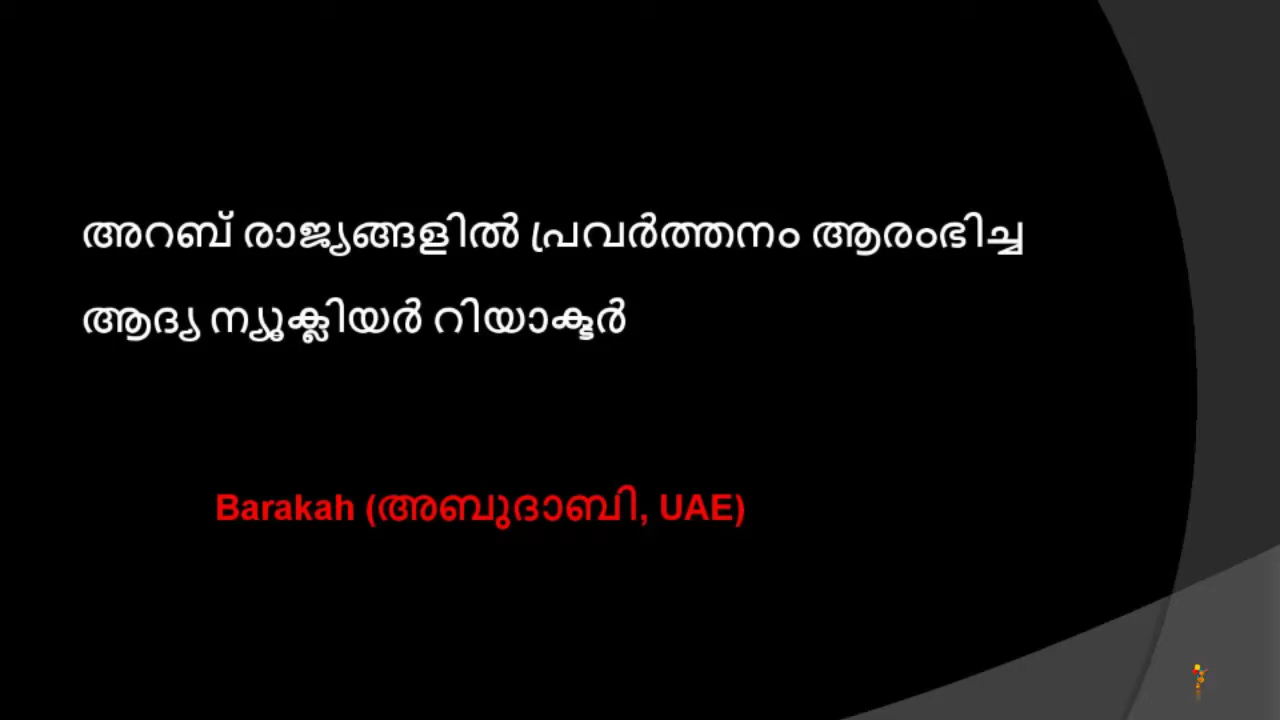 അറബ് രാജ്യങ്ങളിൽ പ്രവർത്തനം ആരംഭിച്ച
ആദ്യ ന്യൂക്ലിയർ റിയാക്ടർ
Barakah (അബുദാബി, UAE)